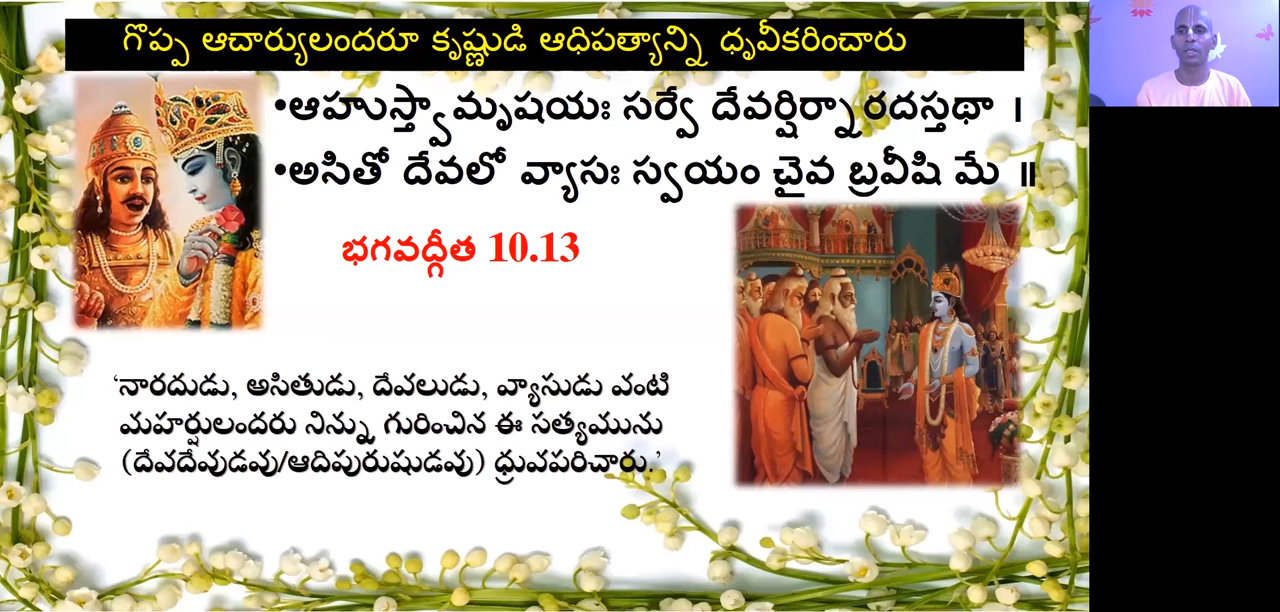 గొప్ప ఆచార్యులందరూ కృష్ణుడి ఆధిపత్యాన్ని ధృవీకరించారు
•ఆహుస్త్వామృషయః సర్వే దేవర్షిర్నారదస్తథా ।
•అసితో దేవలో వ్యాసః స్వయం చైవ బ్రవీషి మే ॥
భగవద్గీత 10.13
‘నారదుడు, అసితుడు, దేవలుడు, వ్యాసుడు వంటి
మహర్షులందరు నిన్ను గురించిన ఈ సత్యమును
(దేవదేవుడవు/ఆదిపురుషుడవు) ధ్రువపరిచారు.’